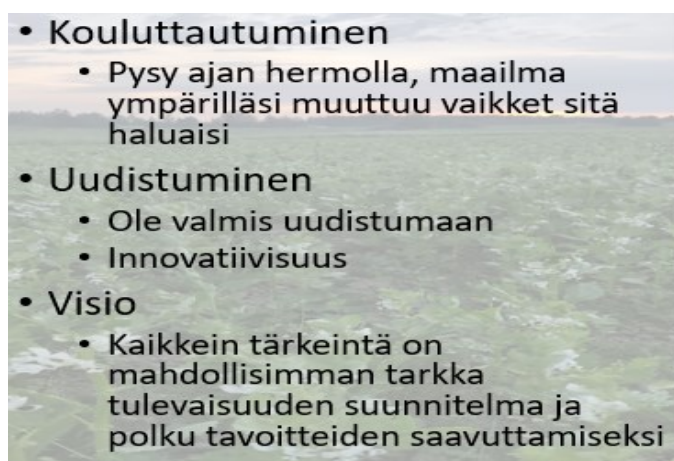 • Kouluttautuminen
• Pysy ajan hermolla, maailma
ympärilläsi muuttuu vaikket sitä
haluaisi
• Uudistuminen
• Ole valmis uudistumaan
• Innovatiivisuus
• Visio
• Kaikkein tärkeintä on
mahdollisimman tarkka
tulevaisuuden suunnitelma ja
polku tavoitteiden saavuttamiseksi